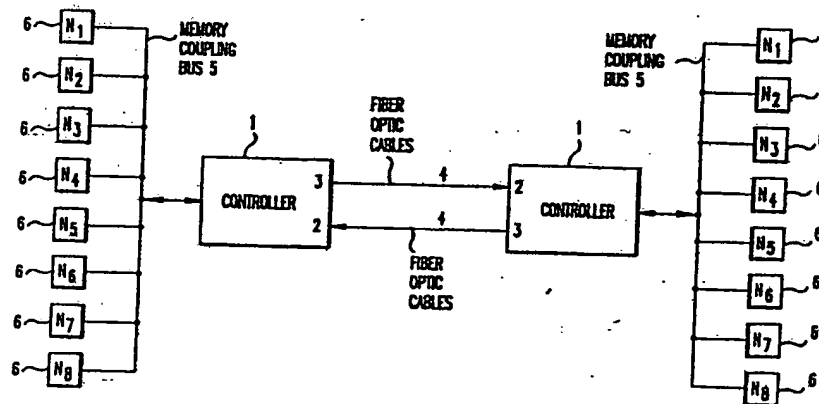 6 N1
6 N2
6 N3
6 N4
6 N5
6 N6
6 N7
6 N8
MEMORY
COUPLING
BUS 5
1
CONTROLLER
3
2
FIBER
OPTIC
CABLES
4
4
FIBER
OPTIC
CABLES
1
2
CONTROLLER
3
MEMORY
COUPLING
BUS 5
N1
N2
N3 6
N4 6
N5 6
N6 6
N7 6
N8 6